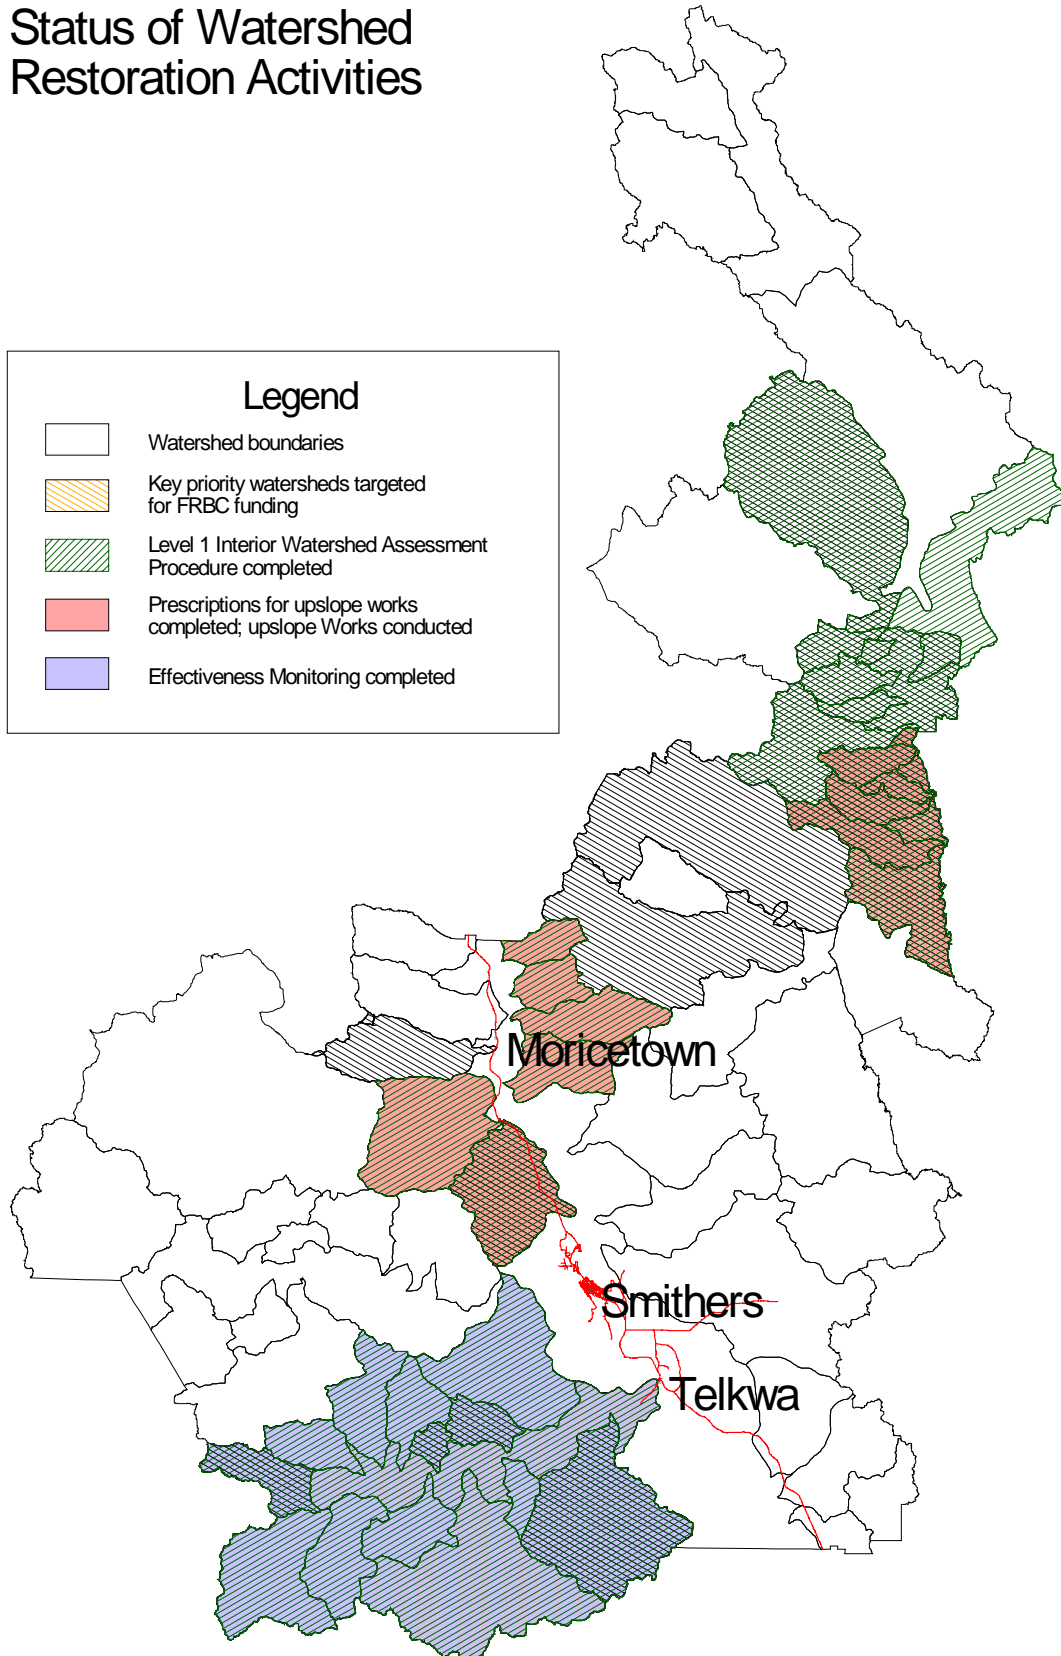 Status of Watershed
Restoration Activities
Legend
Watershed boundaries
Key priority watersheds targeted
for FRBC funding
Level 1 Interior Watershed Assessment
Procedure completed
Prescriptions for upslope works
completed; upslope Works conducted
Effectiveness Monitoring completed
Moricetown
Smithers
Telkwa